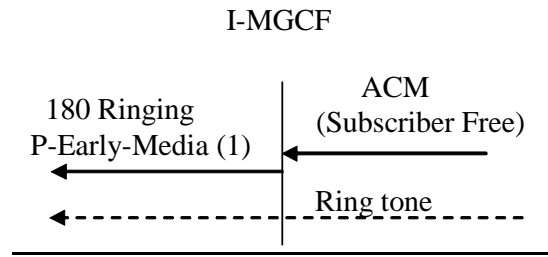 I-MGCF
ACM
(Subscriber Free)
180 Ringing
P-Early-Media (1)
Ring tone